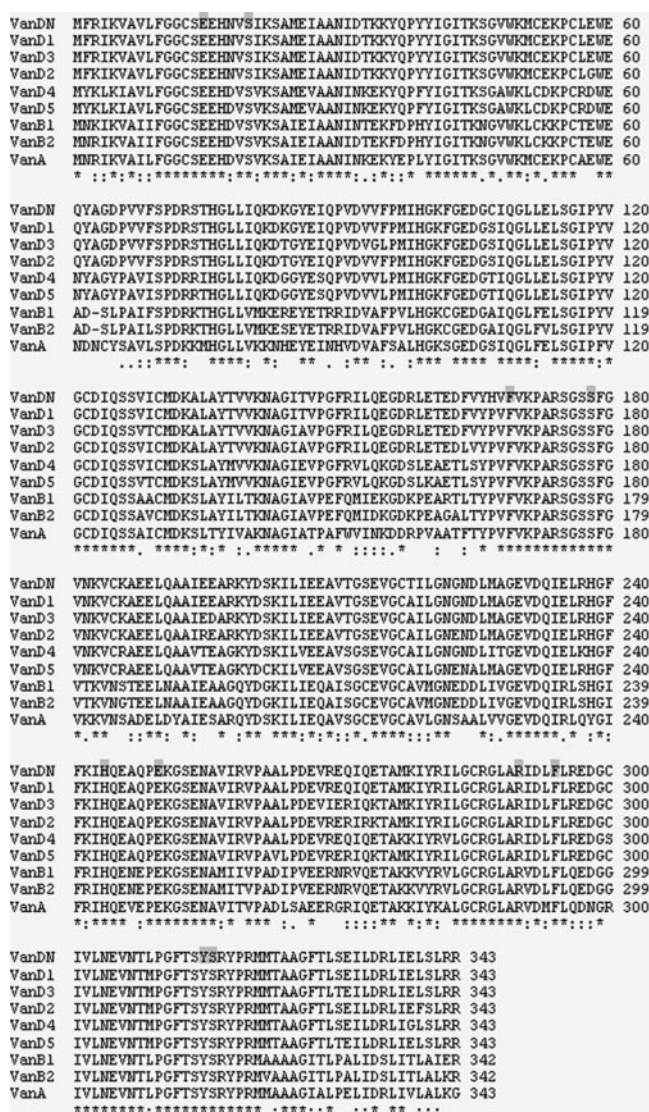 VanDN MFRIKVAVLFGGCSEEHNVSIKSAMEIAANIDTKKYQPYYIGITKSGVWKMCEKPCLEWE 60
VanD1 MFRIKVAVLFGGCSEEHNVSIKSAMEIAANIDTKKYQPYYIGITKSGVWKMCEKPCLEWE 60
VanD3 MFRIKVAVLFGGCSEEHNVSIKSAMEIAANIDTKKYQPYYIGITKSGVWKMCEKPCLEWE 60
VanD2 MFKIKVAVLFGGCSEEHNVSIKSAMEIAANIDTKKYQPYYIGITKSGVWKMCEKPCLGWE 60
VanD4 MYKLKIAVLFGGCSEEHDVSVKSAMEVAANINKEKYQPFYIGITKSGAWKLCDKPCRDWE 60
VanD5 MYKLKIAVLFGGCSEEHDVSVKSAMEVAANINKEKYQPFYIGITKSGAWKLCDKPCRDWE 60
VanB1 MNKIKVAIIFGGCSEEHDVSVKSAIEIAANINTEKFDPHYIGITKNGVWKLCKKPCTEWE 60
VanB2 MNRIKVAIIFGGCSEEHDVSVKSAIEIAANINTEKFDPHYIGITKNGVWKLCKKPCTEWE 60
VanA MNRIKVAILFGGCSEEHDVSVKSAIEIAANINKEKYEPLYIGITKSGVWKMCEKPCAEWE 60
* ::*:*::********:**:***:*:****:.:*::* ******.*.**:*.*** **
VanDN QYAGDPVVFSPDRSTHGLLIQKDKGYEIQPVDVVFPMIHGKFGEDGCIQGLLELSGIPYV 120
VanD1 QYAGDPVVFSPDRSTHGLLIQKDKGYEIQPVDVVFPMIHGKFGEDGSIQGLLELSGIPYV 120
VanD3 QYAGDPVVFSPDRSTHGLLIQKDTGYEIQPVDVGLPMIHGKFGEDGSIQGLLELSGIPYV 120
VanD2 QYAGDPVVFSPDRSTHGLLIQKDTGYEIQPVDVVFPMIHGKFGEDGSIQGLLELSGIPYV 120
VanD4 NYAGYPAVISPDRRIHGLLIQKDGGYESQPVDVVLPMIHGKFGEDGTIQGLLELSGIPYV 120
VanD5 NYAGYPAVISPDRRTHGLLIQKDGGYESQPVDVVLPMIHGKFGEDGTIQGLLELSGIPYV 120
VanB1 AD-SLPAIFSPDRKTHGLLVMKEREYETRRIDVAFPVLHGKCGEDGAIQGLFELSGIPYV 119
VanB2 AD-SLPAILSPDRKTHGLLVMKESEYETRRIDVAFPVLHGKCGEDGAIQGLFVLSGIPYV 119
VanA NDNCYSAVLSPDKKMHGLLVKKNHEYEINHVDVAFSALHGKSGEDGSIQGLFELSGIPFV 120
..::***: ****: *: ** . :** :. :*** **** ****: *****:*
VanDN GCDIQSSVICMDKALAYTVVKNAGITVPGFRILQEGDRLETEDFVYHVFVKPARSGSSFG 180
VanD1 GCDIQSSVICMDKALAYTVVKNAGITVPGFRILQEGDRLETEDFVYPVFVKPARSGSSFG 180
VanD3 GCDIQSSVTCMDKALAYTVVKNAGIAVPGFRILQEGDRLETEDFVYPVFVKPARSGSSFG 180
VanD2 GCDIQSSVICMDKALTYTVVKNAGIAVPGFRILQEGDRLETEDLVYPVFVKPARSGSSFG 180
VanD4 GCDIQSSVICMDKSLAYMVVKNAGIEVPGFRVLQKGDSLEAETLSYPVFVKPARSGSSFG 180
VanD5 GCDIQSSVTCMDKSLAYMVVKNAGIEVPGFRVLQKGDSLKAETLSYPVFVKPARSGSSFG 180
VanB1 GCDIQSSAACMDKSLAYILTKNAGIAVPEFQMIEKGDKPEARTLTYPVFVKPARSGSSFG 179
VanB2 GCDIQSSAVCMDKSLAYILTKNAGIAVPEFQMIDKGDKPEAGALTYPVFVKPARSGSSFG 179
VanA GCDIQSSAICMDKSLTYIVAKNAGIATPAFWVINKDDRPVAATFTYPVFVKPARSGSSFG 180
*******. ****:*:* :.***** .* * ::::.* : : * *************
VanDN VNKVCKAEELQAAIEEARKYDSKILIEEAVTGSEVGCTILGNGNDLMAGEVDQIELRHGF 240
VanD1 VNKVCKAEELQAAIEEARKYDSKILIEEAVTGSEVGCAILGNGNDLMAGEVDQIELRHGF 240
VanD3 VNKVCKAEELQAAIEDARKYDSKILIEEAVTGSEVGCAILGNGNDLMAGEVDQIELRHGF 240
VanD2 VNKVCKAEELQAAIREARKYDSKILIEEAVTGSEVGCAILGNENDLMAGEVDQIELRHGF 240
VanD4 VNKVCRAEELQAAVTEAGKYDSKILVEEAVSGSEVGCAILGNGNDLITGEVDQIELKHGF 240
VanD5 VNKVCRAEELQAAVTEAGKYDCKILVEEAVSGSEVGCAILGNENALMAGEVDQIELRHGF 240
VanB1 VTKVNSTEELNAAIEAAGQYDGKILIEQAISGCEVGCAVMGNEDDLIVGEVDQIRLSHGI 239
VanB2 VTKVNGTEELNAAIEAAGQYDGKILIEQAISGCEVGCAVMGNEDDLIVGEVDQIRLSHGI 239
VanA VKKVNSADELDYAIESARQYDSKILIEQAVSGCEVGCAVLGNSAALVVGEVDQIRLQYGI 240
*.** ::**: *: * :** ***:*:*::*.****:::** *:.******.* :*:
VanDN FKIHQEAQPEKGSENAVIRVPAALPDEVREQIQETAMKIYRILGCRGLARIDLFLREDGC 300
VanD1 FKIHQEAQPEKGSENAVIRVPAALPDEVREQIQETAMKIYRILGCRGLARIDLFLREDGC 300
VanD3 FKIHQEAQPEKGSENAVIRVPAALPDEVIERIQKTAMKIYRILGCRGLARIDLFLREDGC 300
VanD2 FKIHQEAQPEKGSENAVIRVPAALPDEVRERIRKTAMKIYRILGCRGLARIDLFLREDGC 300
VanD4 FKIHQEAQPEKGSENAVIRVPAALPDEVREQIQETAKKIYRVLGCRGLARIDLFLREDGS 300
VanD5 FKIHQEAQPEKGSENAVIRVPAVLPDEVRERIQKTAMKIYRILGCRGLARIDLFLREDGC 300
VanB1 FRIHQENEPEKGSENAMIIVPADIPVEERNRVQETAKKVYRVLGCRGLARVDLFLQEDGG 299
VanB2 FRIHQENEPEKGSENAMITVPADIPVEERNRVQETAKKVYRVLGCRGLARVDLFLQEDGG 299
VanA FRIHQEVEPEKGSENAVITVPADLSAEERGRIQETAKKIYKALGCRGLARVDMFLQDNGR 300
*:**** :********:* *** :. * :::** *:*: ********:*:**:::*
VanDN IVLNEVNTLPGFTSYSRYPRMMTAAGFTLSEILDRLIELSLRR 343
VanD1 IVLNEVNTMPGFTSYSRYPRMMTAAGFTLSEILDRLIELSLRR 343
VanD3 IVLNEVNTMPGFTSYSRYPRMMTAAGFTLTEILDRLIELSLRR 343
VanD2 IVLNEVNTMPGFTSYSRYPRMMTAAGFTLSEILDRLIEFSLRR 343
VanD4 IVLNEVNTMPGFTSYSRYPRMMTAAGFTLSEILDRLIGLSLRR 343
VanD5 IVLNEVNTMPGFTSYSRYPRMMTAAGFTLTEILDRLIELSLRR 343
VanB1 IVLNEVNTLPGFTSYSRYPRMAAAAGITLPALIDSLITLAIER 342
VanB2 IVLNEVNTLPGFTSYSRYPRMVAAAGITLPALIDSLITLALKR 342
VanA IVLNEVNTLPGFTSYSRYPRMMAAAGIALPELIDRLIVLALKG 343
********:************ :***::*. ::* ** :::.